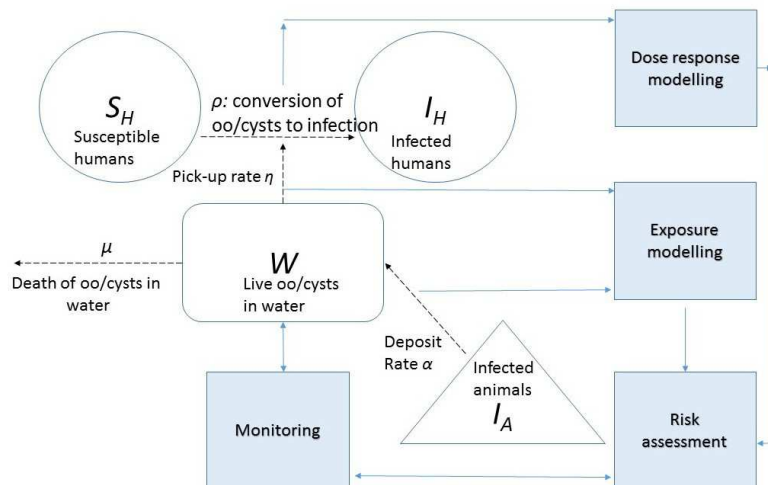 Dose response
modelling
S_H
Susceptible
humans
ρ: conversion of
oo/cysts to infection
I_H
Infected
humans
Pick-up rate η
Exposure
modelling
μ
Death of oo/cysts in
water
W
Live oo/cysts
in water
Deposit
Rate α
Infected
animals
I_A
Monitoring
Risk
assessment